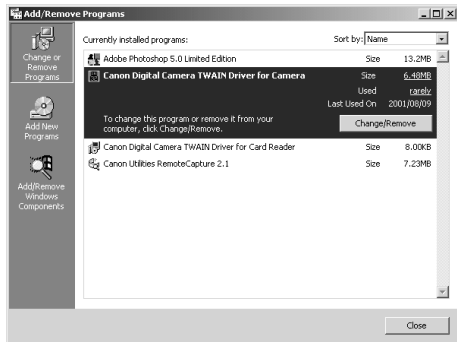 Add/Remove Programs
Change or
Remove
Programs
Add New
Programs
Add/Remove
Windows
Components
Currently installed programs:
Sort by: Name
Adobe Photoshop 5.0 Limited Edition Size 13.2MB
Canon Digital Camera TWAIN Driver for Camera Size 6.48MB
Used rarely
Last Used On 2001/08/09
To change this program or remove it from your
computer, click Change/Remove.
Change/Remove
Canon Digital Camera TWAIN Driver for Card Reader Size 8.00KB
Canon Utilities RemoteCapture 2.1 Size 7.23MB
Close